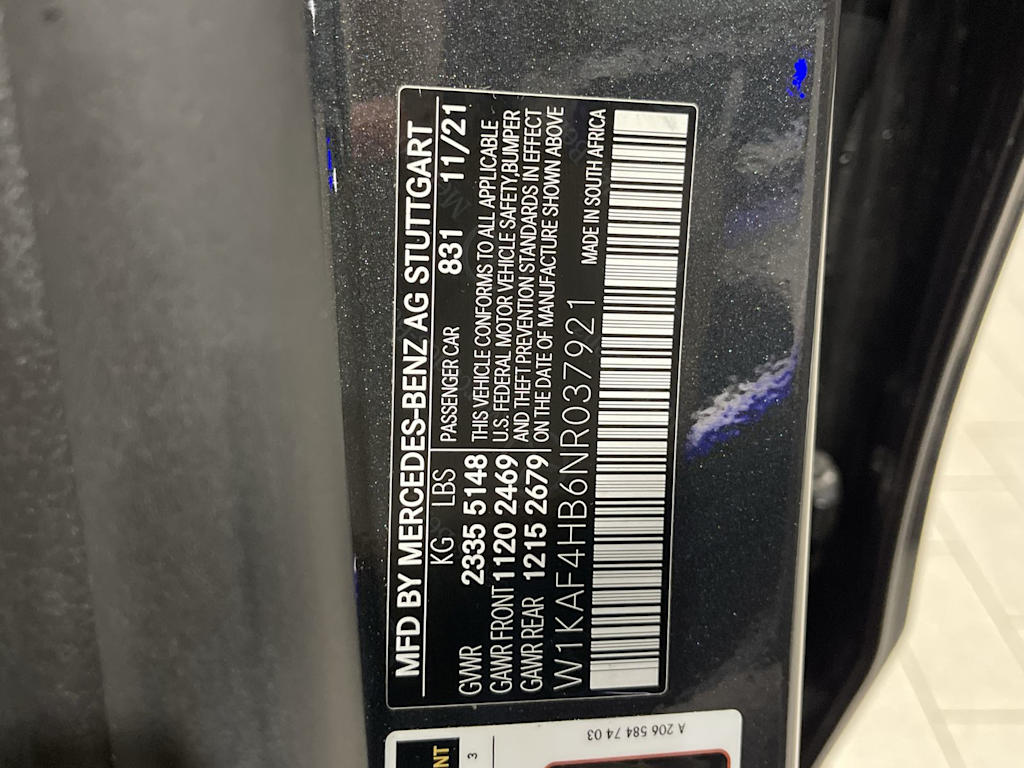 MFD BY MERCEDES-BENZ AG STUTTGART
KG LBS PASSENGER CAR 831 11/21
GVWR 2335 5148
GAWR FRONT 1120 2469
GAWR REAR 1215 2679
THIS VEHICLE CONFORMS TO ALL APPLICABLE
U.S. FEDERAL MOTOR VEHICLE SAFETY,BUMPER
AND THEFT PREVENTION STANDARDS IN EFFECT
ON THE DATE OF MANUFACTURE SHOWN ABOVE
W1KAF4HB6NR037921 MADE IN SOUTH AFRICA
NT
3
A 206 584 74 03